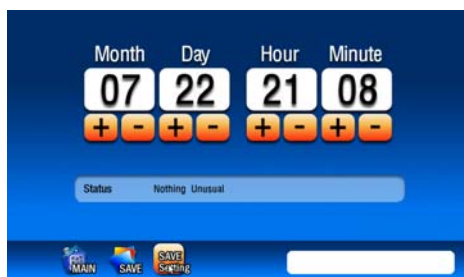 Month Day Hour Minute
07 22 21 08
+ - + - + - + -
Status Nothing Unusual
MAIN SAVE SAVE Setting